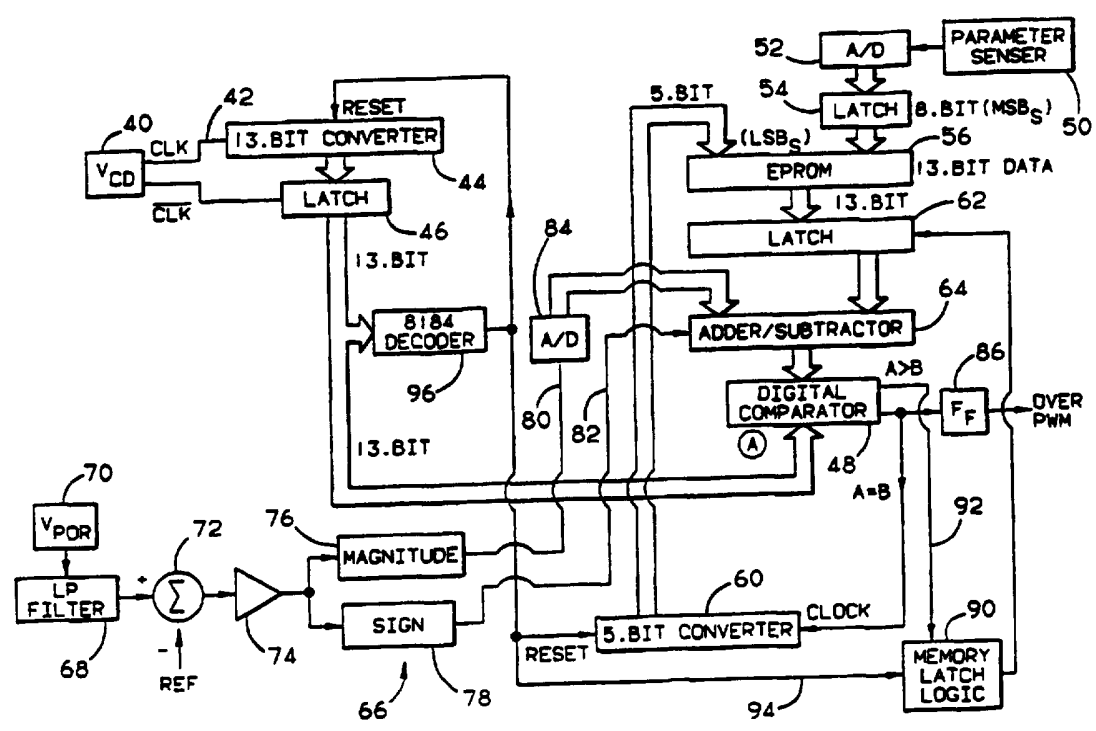 52
A/D
PARAMETER
SENSER
50
5.BIT
54
LATCH
8.BIT(MSBS)
(LSBS)
56
EPROM
13.BIT DATA
13.BIT
62
LATCH
42
RESET
40
CLK
13.BIT CONVERTER
44
VCD
CLK
LATCH
46
13.BIT
84
A/D
8184
DECODER
96
64
ADDER/SUBTRACTOR
80
82
A>B
86
DIGITAL
COMPARATOR
FF
OVER
PWM
A
48
A=B
92
13.BIT
70
VPOR
72
76
MAGNITUDE
LP
FILTER
68
+
Σ
-
REF
74
SIGN
66
78
60
CLOCK
5.BIT CONVERTER
RESET
90
MEMORY
LATCH
LOGIC
94